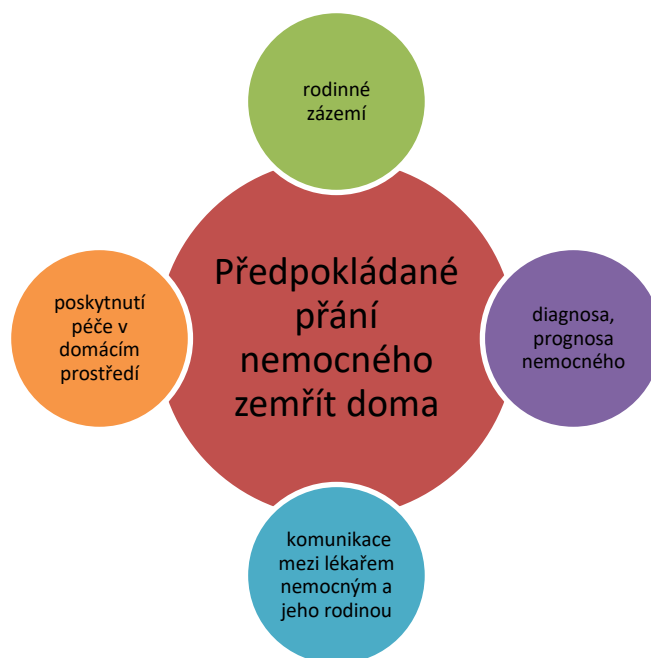 rodinné
zázemí
Předpokládané
přání
nemocného
zemřít doma
poskytnutí
péče v
domácím
prostředí
diagnosa,
prognosa
nemocného
komunikace
mezi lékařem
nemocným a
jeho rodinou